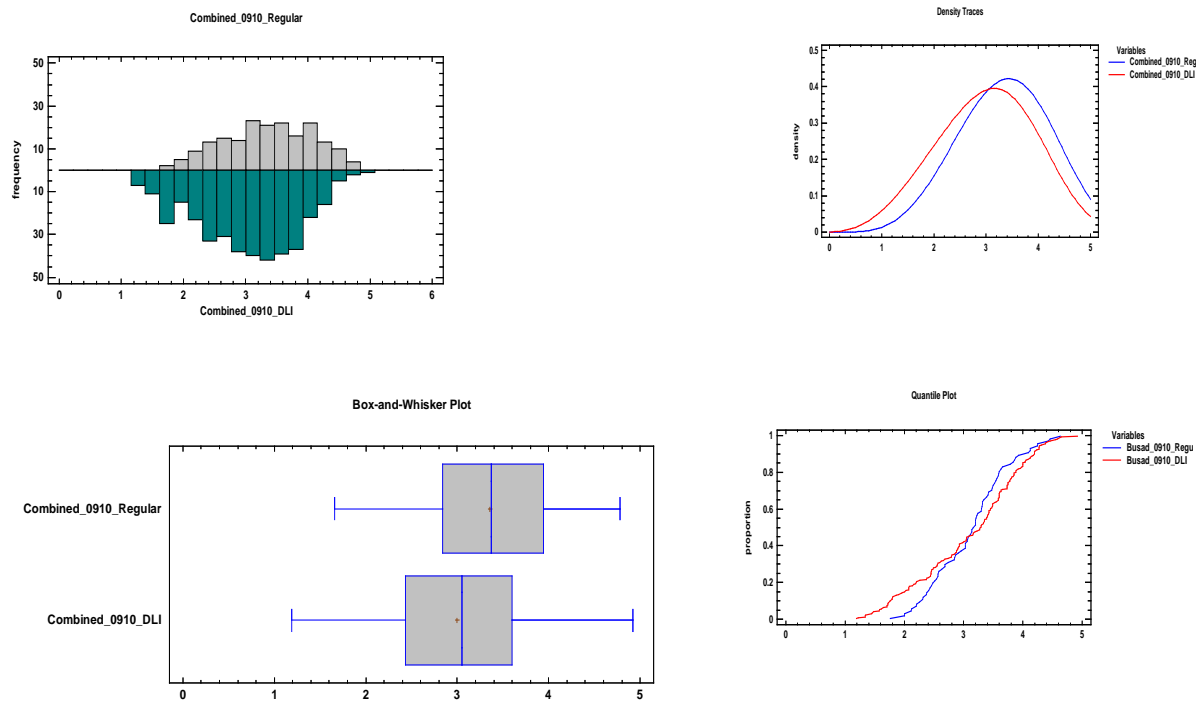 Combined_0910_Regular
50
30
10
10
30
50
frequency
0 1 2 3 4 5 6
Combined_0910_DLI
Density Traces
0.5
0.4
0.3
0.2
0.1
0
density
0 1 2 3 4 5
Variables
Combined_0910_Reg
Combined_0910_DLI
Box-and-Whisker Plot
Combined_0910_Regular
Combined_0910_DLI
0 1 2 3 4 5
Quantile Plot
1
0.8
0.6
0.4
0.2
0
proportion
0 1 2 3 4 5
Variables
Busad_0910_Regu
Busad_0910_DLI